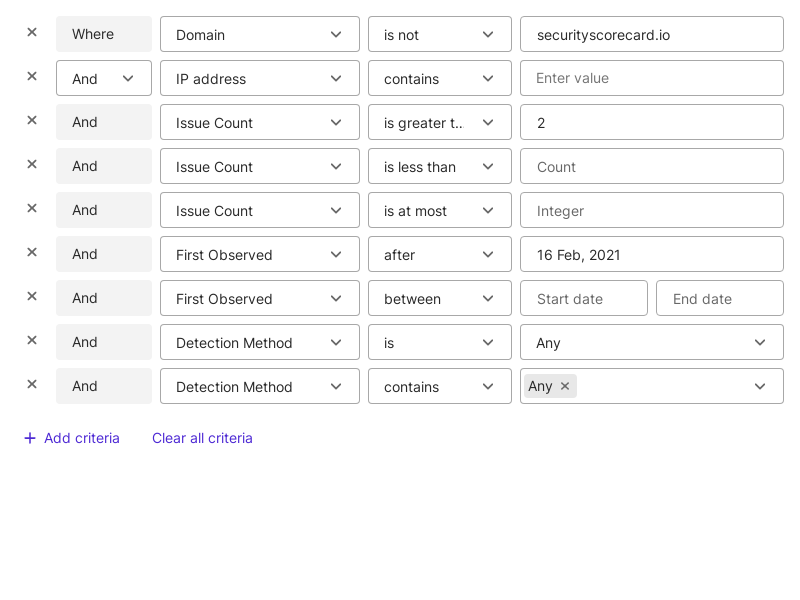 Where Domain is not securityscorecard.io
And IP address contains Enter value
And Issue Count is greater t... 2
And Issue Count is less than Count
And Issue Count is at most Integer
And First Observed after 16 Feb, 2021
And First Observed between Start date End date
And Detection Method is Any
And Detection Method contains Any
Add criteria Clear all criteria